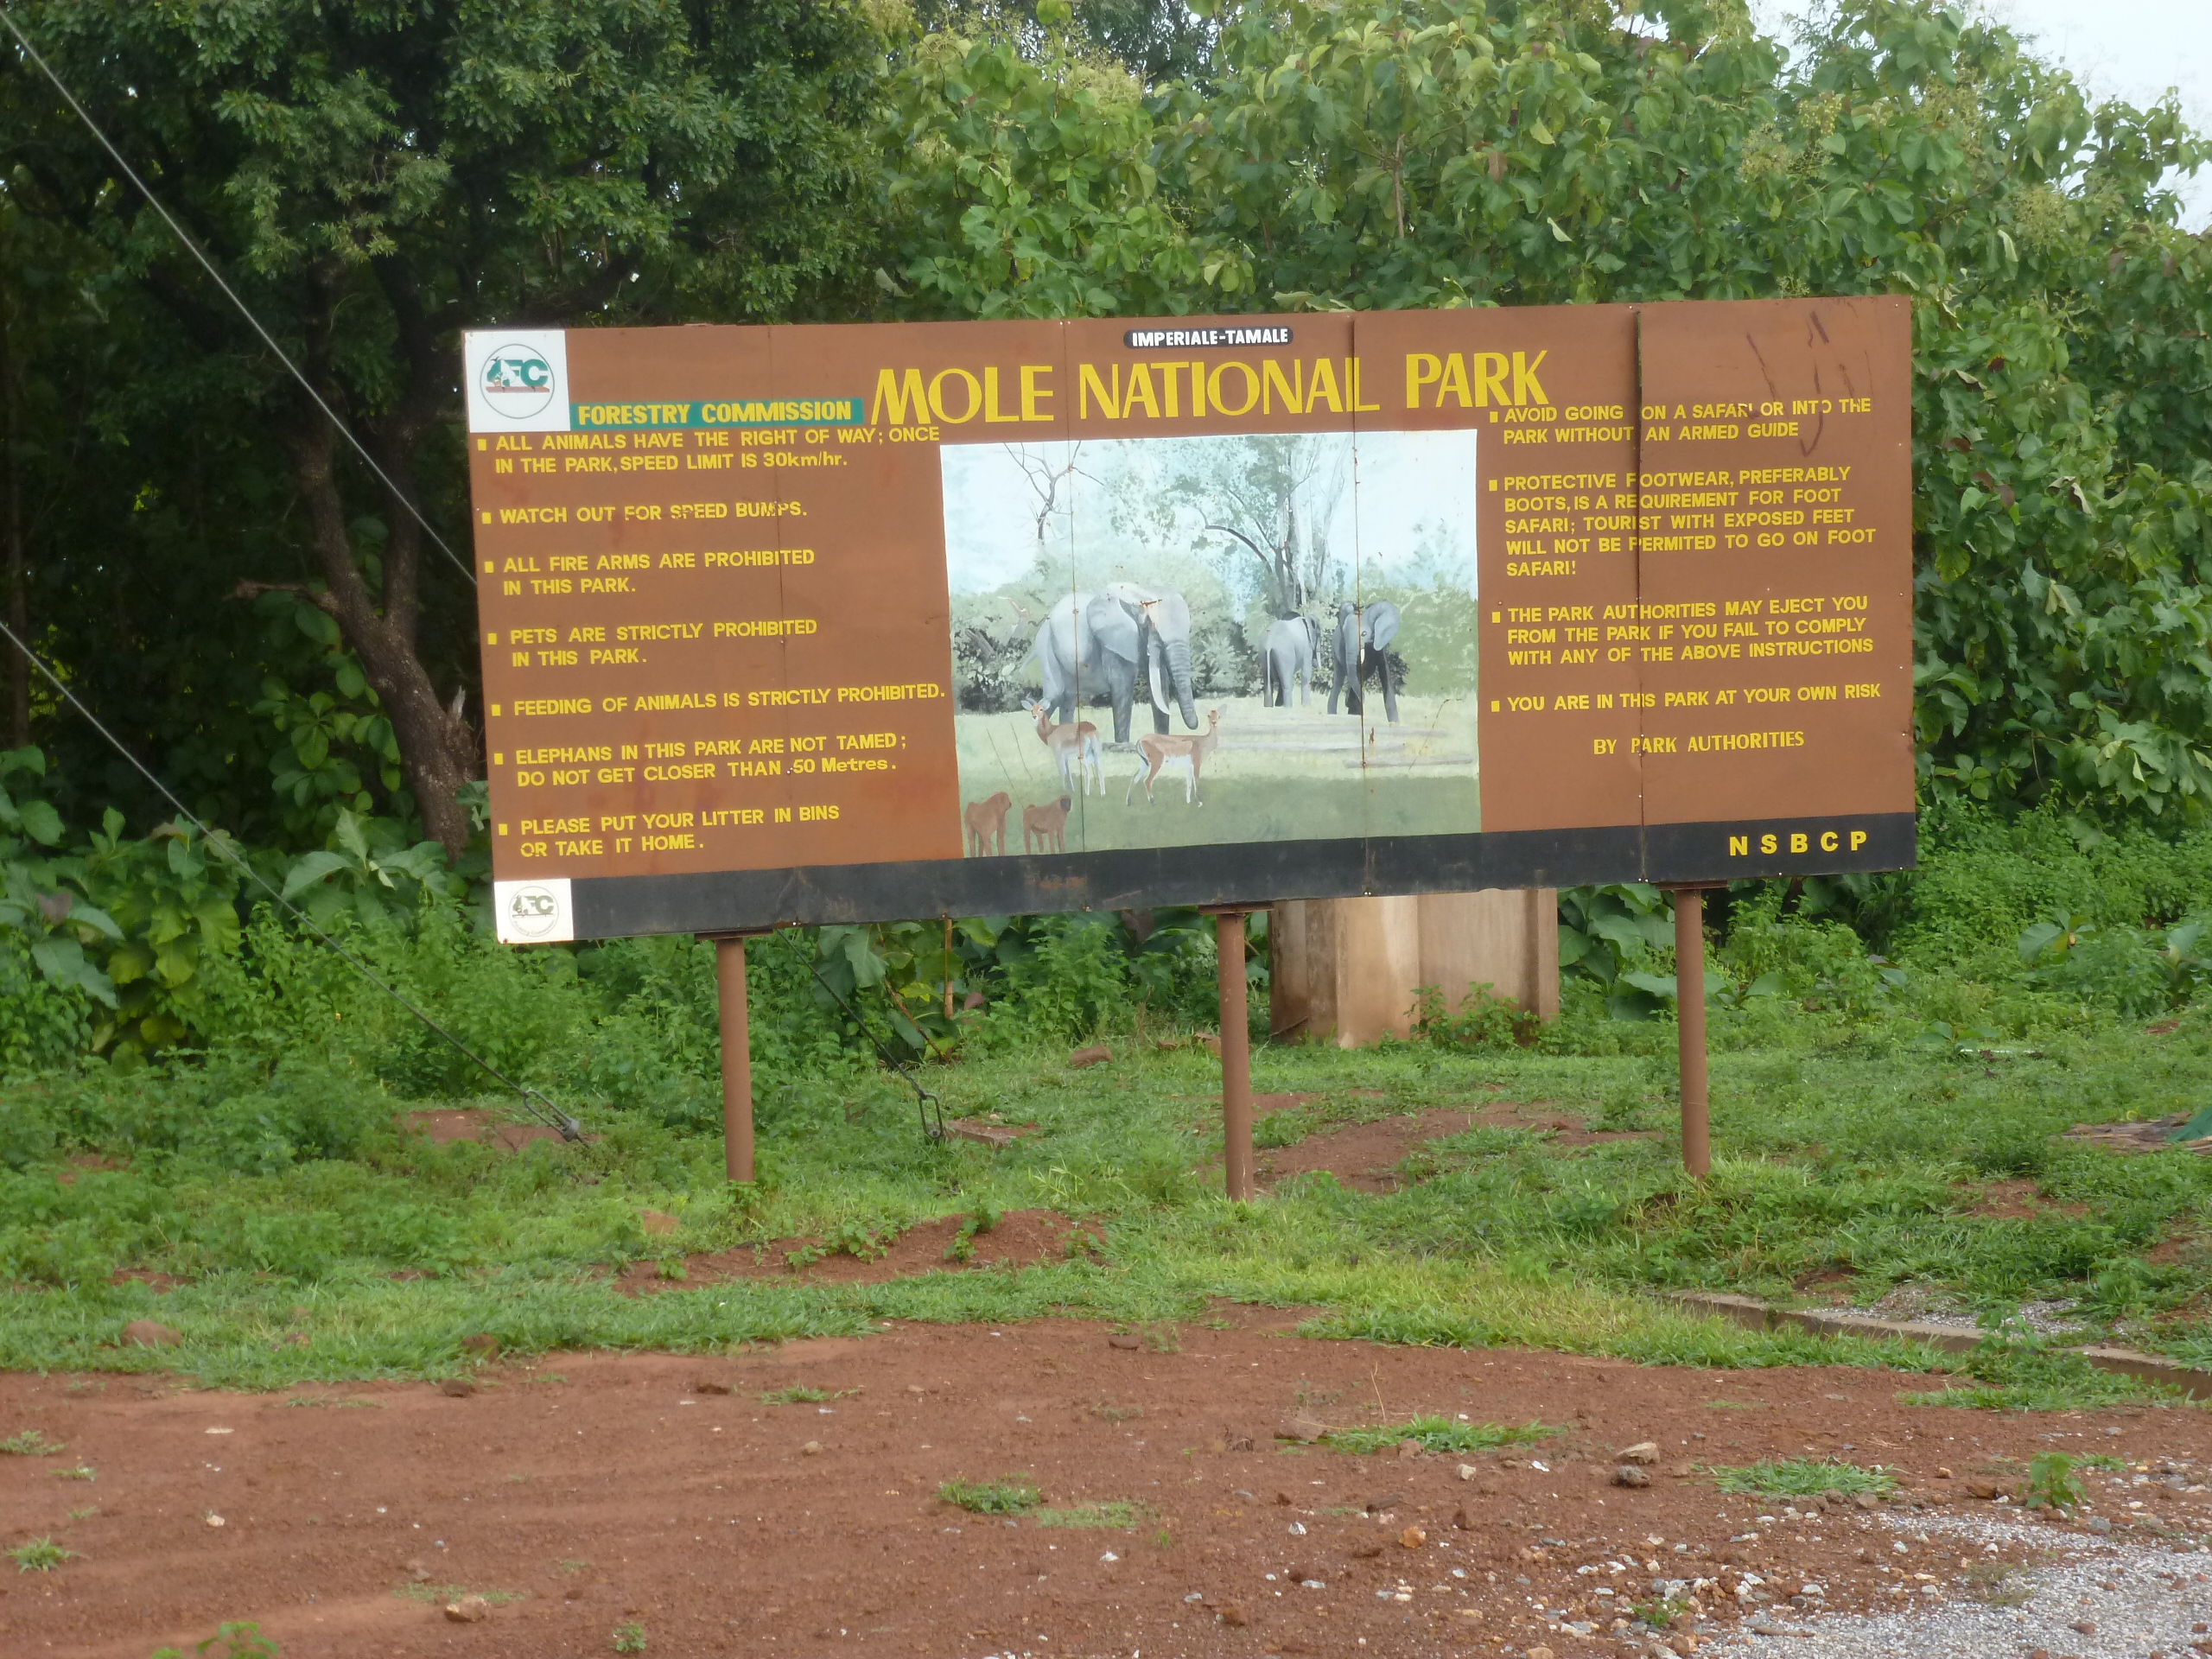 IMPERIALE-TAMALE
MOLE NATIONAL PARK
FC
FORESTRY COMMISSION
ALL ANIMALS HAVE THE RIGHT OF WAY; ONCE
IN THE PARK, SPEED LIMIT IS 30km/hr.
WATCH OUT FOR SPEED BUMPS.
ALL FIRE ARMS ARE PROHIBITED
IN THIS PARK.
PETS ARE STRICTLY PROHIBITED
IN THIS PARK.
FEEDING OF ANIMALS IS STRICTLY PROHIBITED.
ELEPHANS IN THIS PARK ARE NOT TAMED;
DO NOT GET CLOSER THAN 50 Metres.
PLEASE PUT YOUR LITTER IN BINS
OR TAKE IT HOME.
AVOID GOING ON A SAFARI OR INTO THE
PARK WITHOUT AN ARMED GUIDE
PROTECTIVE FOOTWEAR, PREFERABLY
BOOTS, IS A REQUIREMENT FOR FOOT
SAFARI; TOURIST WITH EXPOSED FEET
WILL NOT BE PERMITED TO GO ON FOOT
SAFARI!
THE PARK AUTHORITIES MAY EJECT YOU
FROM THE PARK IF YOU FAIL TO COMPLY
WITH ANY OF THE ABOVE INSTRUCTIONS
YOU ARE IN THIS PARK AT YOUR OWN RISK
BY PARK AUTHORITIES
FC
NSBCP